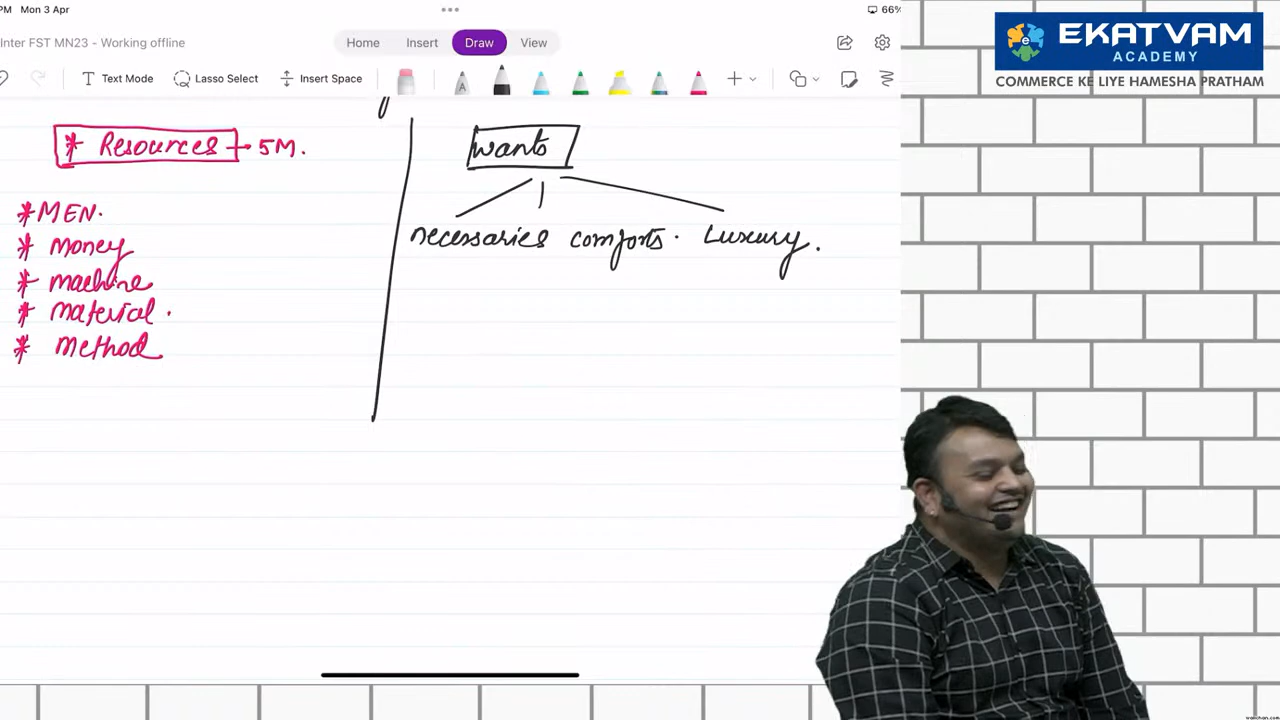 PM Mon 3 Apr
66%
Inter FST MN23 - Working offline
Home Insert Draw View
Text Mode Lasso Select Insert Space
EKATVAM
ACADEMY
COMMERCE KE LIYE HAMESHA PRATHAM
* Resources → 5M.
* MEN.
* money
* machine
* material.
* method
wants
necessaries comforts. Luxury.